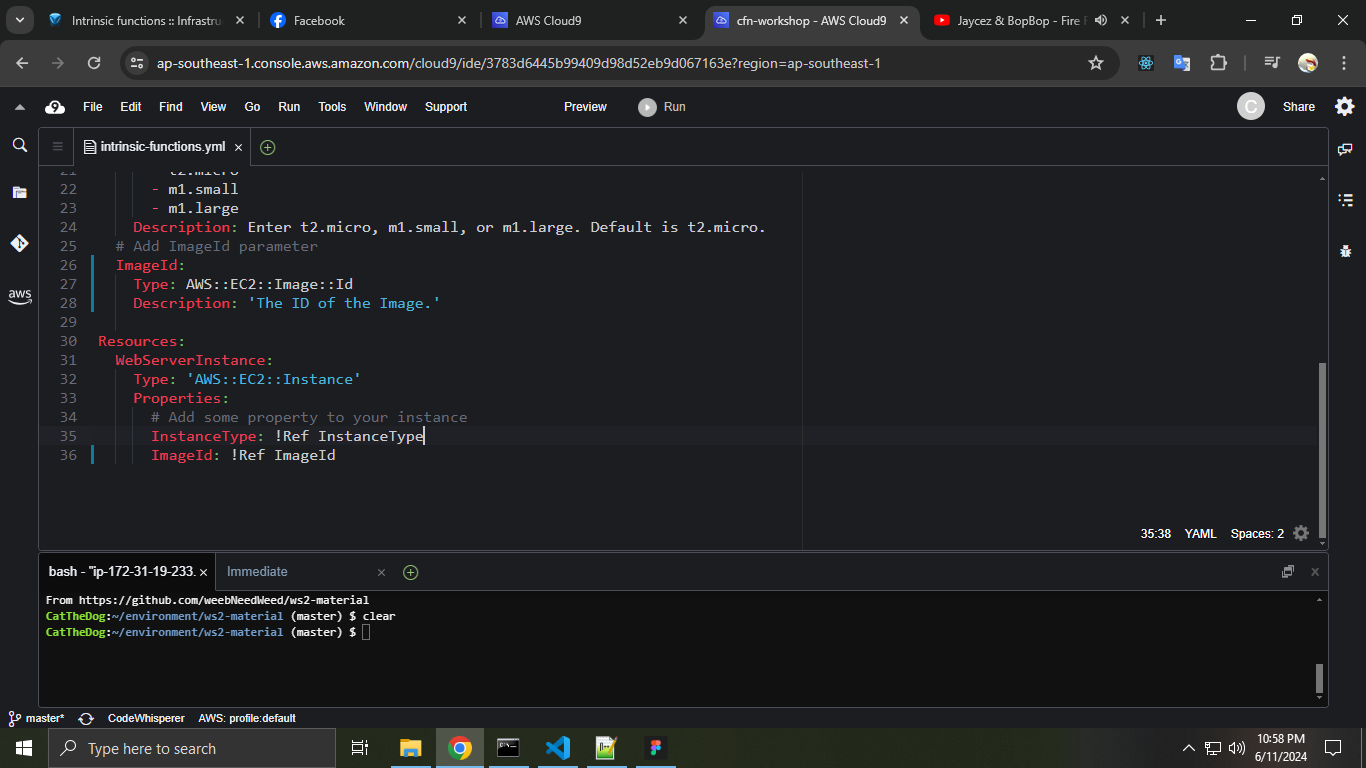 Intrinsic functions :: Infrastru
Facebook
AWS Cloud9
cfn-workshop - AWS Cloud9
Jaycez & BopBop - Fire
ap-southeast-1.console.aws.amazon.com/cloud9/ide/3783d6445b99409d98d52eb9d067163e?region=ap-southeast-1
File Edit Find View Go Run Tools Window Support Preview Run C Share
intrinsic-functions.yml
21 - t2.micro
22 - m1.small
23 - m1.large
24 Description: Enter t2.micro, m1.small, or m1.large. Default is t2.micro.
25 # Add ImageId parameter
26 ImageId:
27 Type: AWS::EC2::Image::Id
28 Description: 'The ID of the Image.'
29
30 Resources:
31 WebServerInstance:
32 Type: 'AWS::EC2::Instance'
33 Properties:
34 # Add some property to your instance
35 InstanceType: !Ref InstanceType
36 ImageId: !Ref ImageId
aws
35:38 YAML Spaces: 2
bash - "ip-172-31-19-233. Immediate
From https://github.com/weebNeedWeed/ws2-material
CatTheDog:~/environment/ws2-material (master) $ clear
CatTheDog:~/environment/ws2-material (master) $
master* CodeWhisperer AWS: profile:default
Type here to search
10:58 PM
6/11/2024